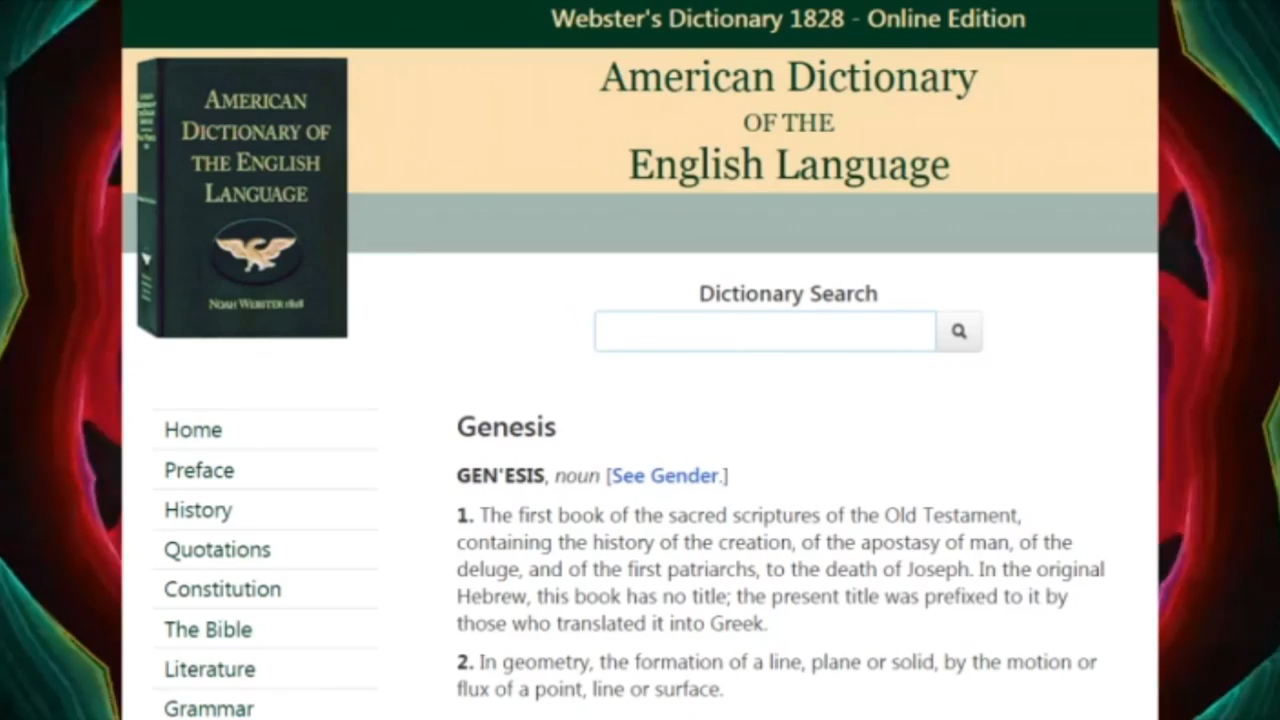 Webster's Dictionary 1828 - Online Edition
AMERICAN
DICTIONARY OF
THE ENGLISH
LANGUAGE
NOAH WEBSTER 1828
American Dictionary
OF THE
English Language
Dictionary Search
Home
Preface
History
Quotations
Constitution
The Bible
Literature
Grammar
Genesis
GEN'ESIS, noun [See Gender.]
1. The first book of the sacred scriptures of the Old Testament,
containing the history of the creation, of the apostasy of man, of the
deluge, and of the first patriarchs, to the death of Joseph. In the original
Hebrew, this book has no title; the present title was prefixed to it by
those who translated it into Greek.
2. In geometry, the formation of a line, plane or solid, by the motion or
flux of a point, line or surface.